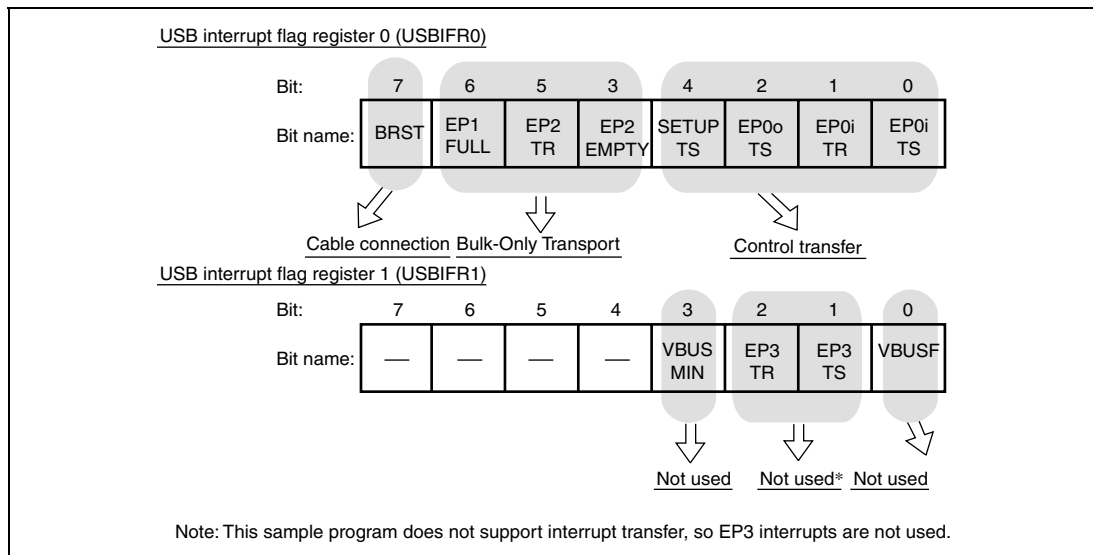 USB interrupt flag register 0 (USBIFR0)
Bit: 7 6 5 3 4 2 1 0
Bit name: BRST EP1 FULL EP2 TR EP2 EMPTY SETUP TS EP0o TS EP0i TR EP0i TS
Cable connection Bulk-Only Transport Control transfer
USB interrupt flag register 1 (USBIFR1)
Bit: 7 6 5 4 3 2 1 0
Bit name: — — — — VBUS MIN EP3 TR EP3 TS VBUSF
Not used Not used* Not used
Note: This sample program does not support interrupt transfer, so EP3 interrupts are not used.